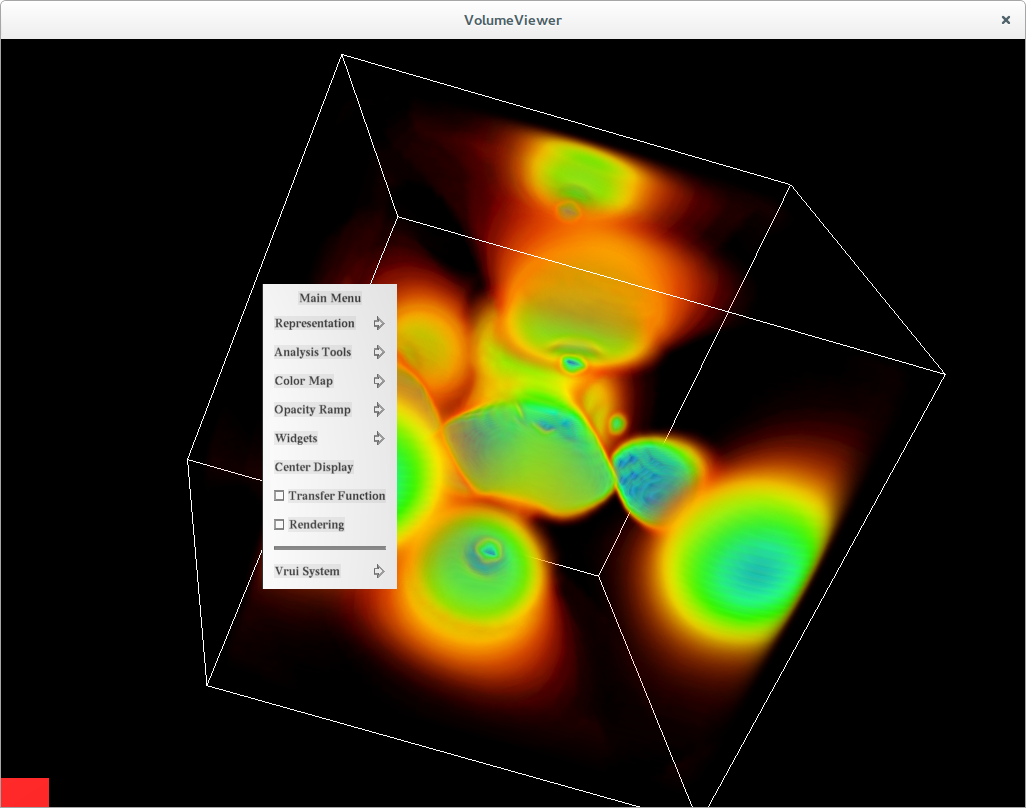 VolumeViewer
Main Menu
Representation
Analysis Tools
Color Map
Opacity Ramp
Widgets
Center Display
Transfer Function
Rendering
Vrui System